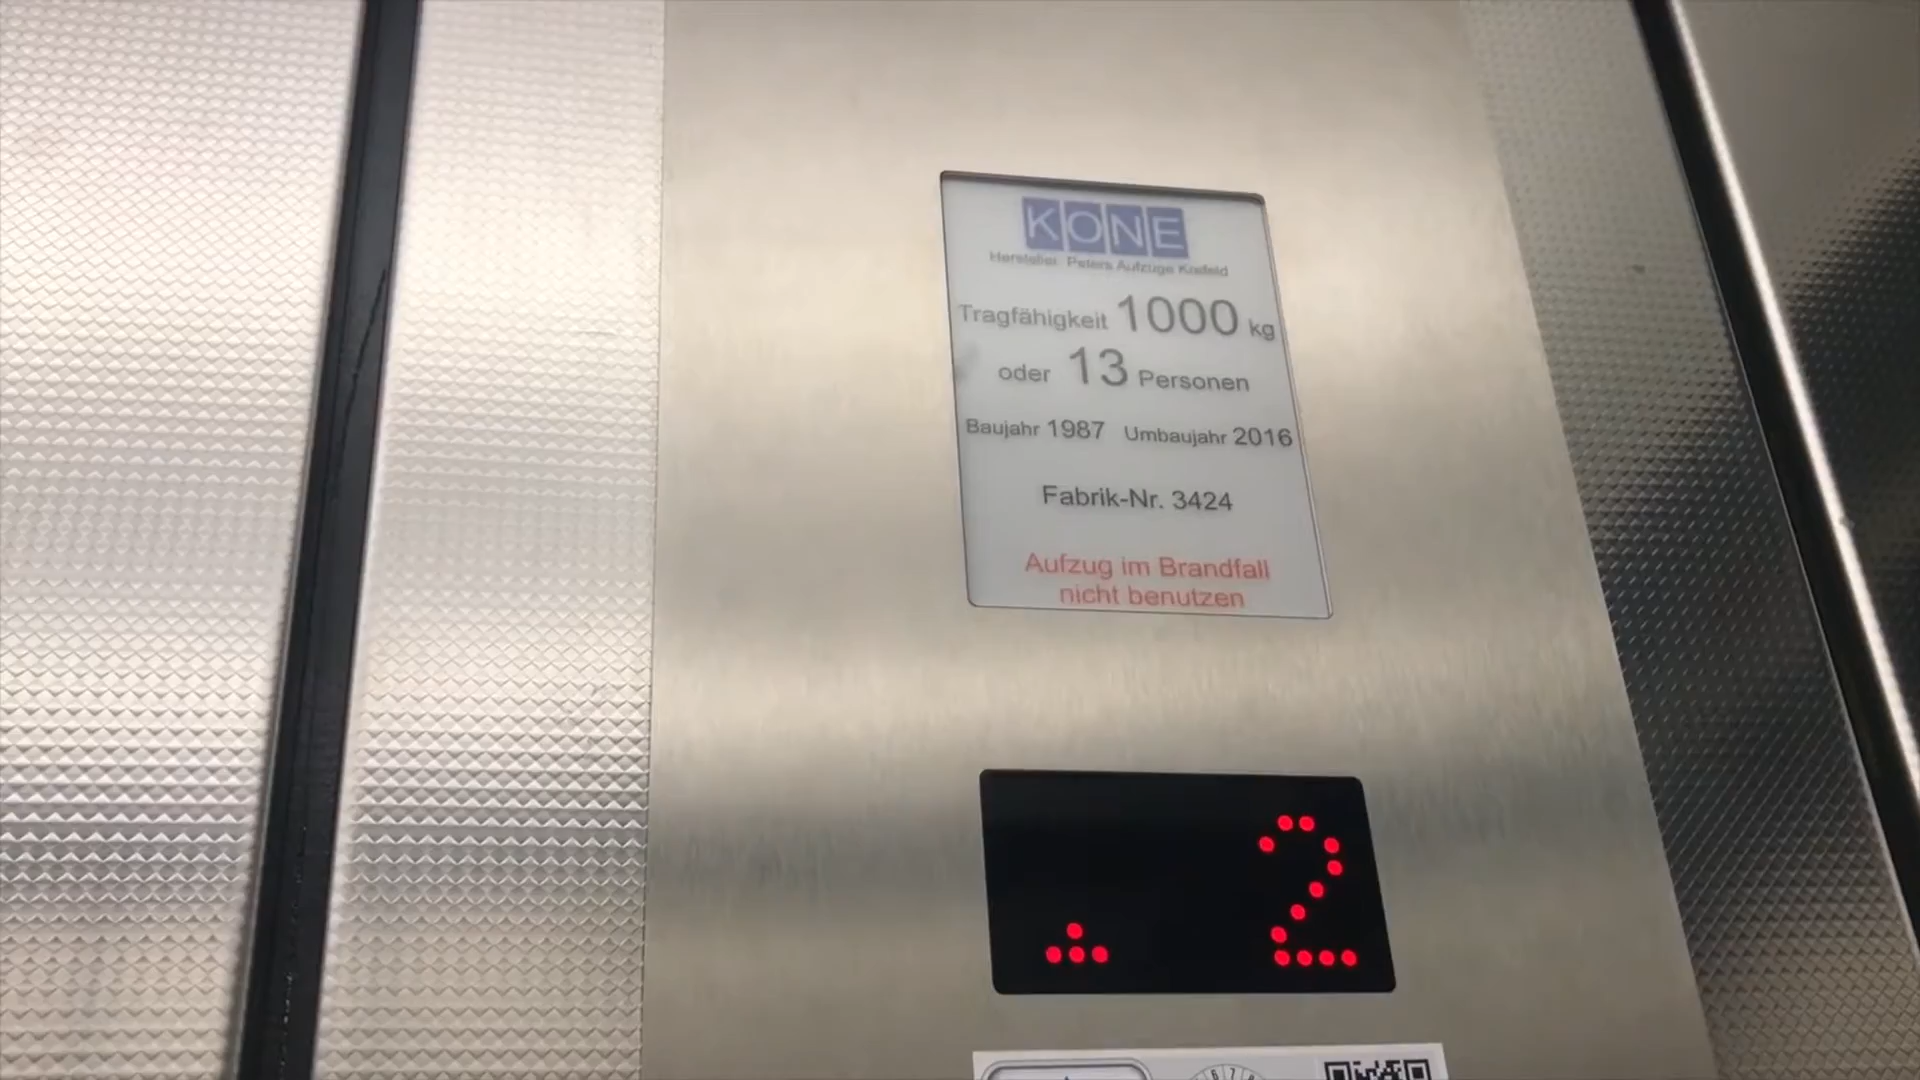 KONE
Hersteller: Peters Aufzüge Krefeld
Tragfähigkeit 1000 kg
oder 13 Personen
Baujahr 1987 Umbaujahr 2016
Fabrik-Nr. 3424
Aufzug im Brandfall
nicht benutzen
2